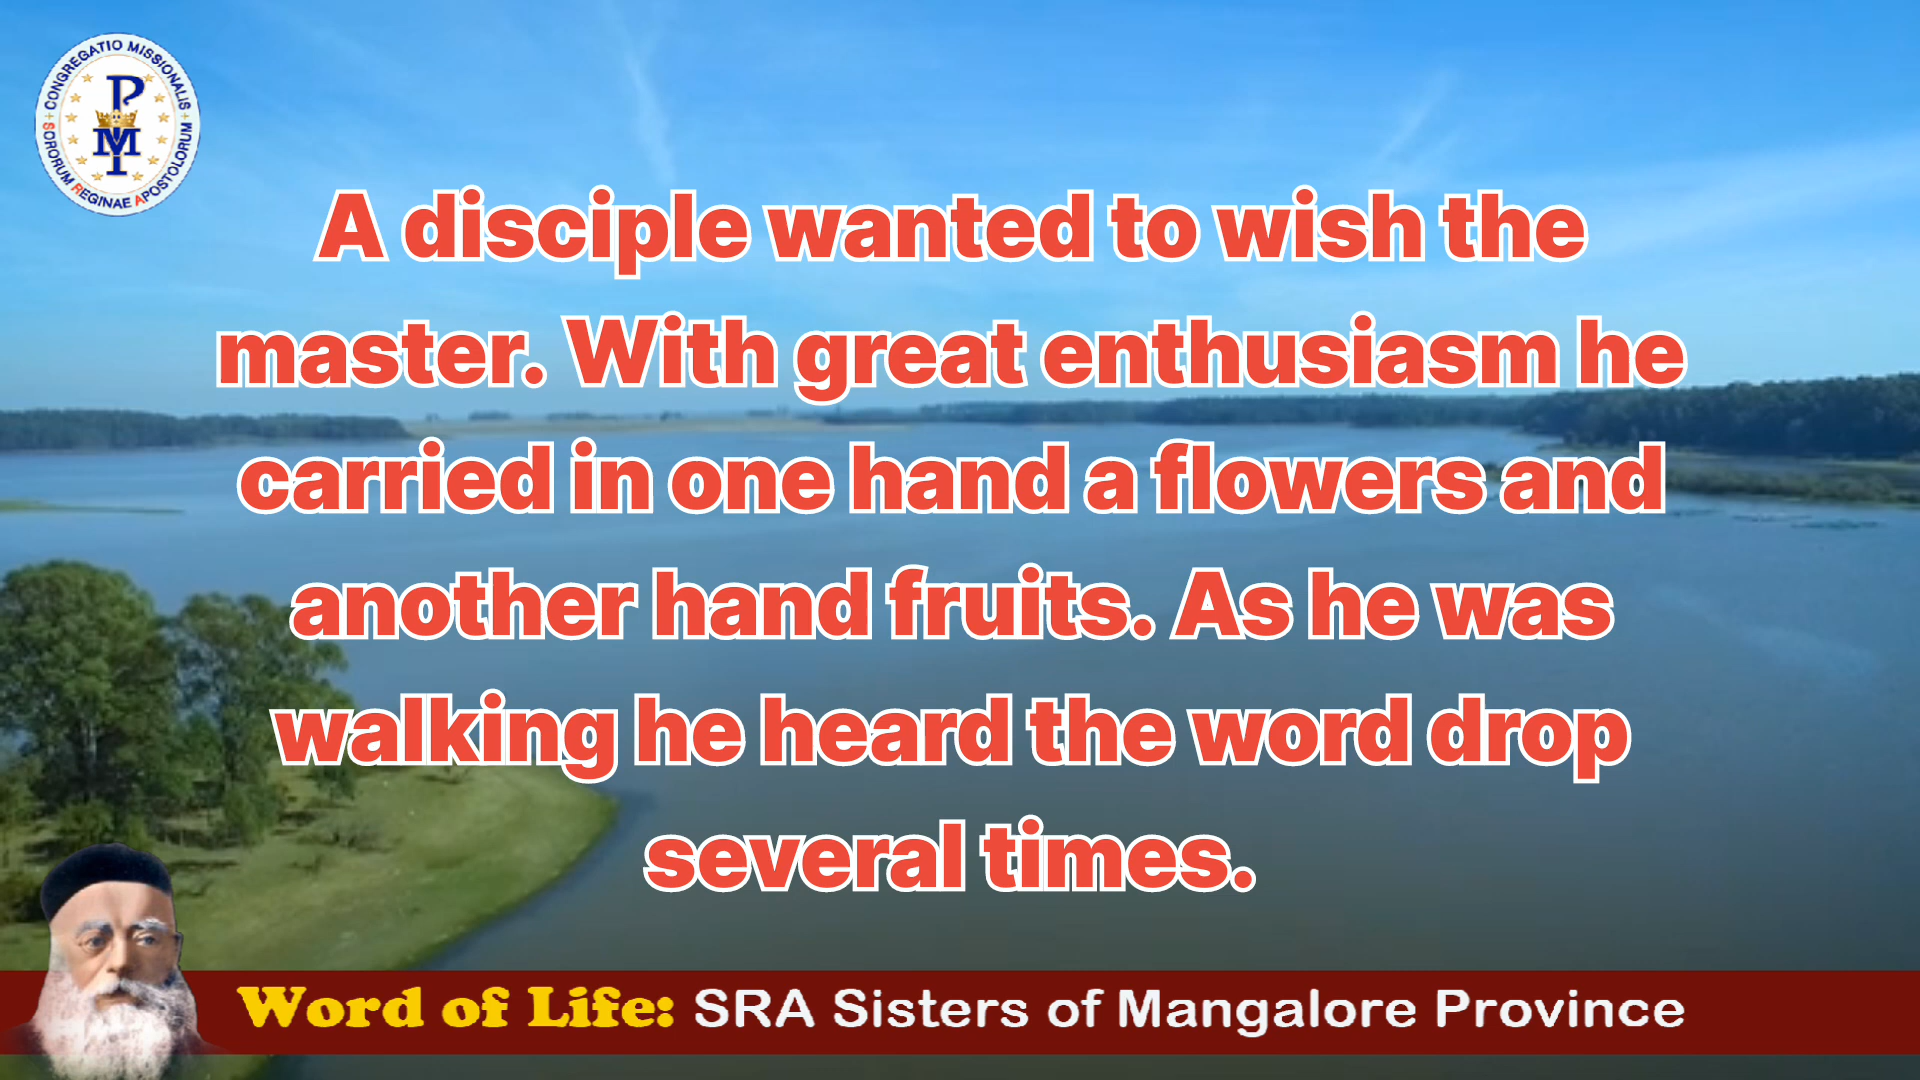 CONGREGATIO MISSIONALIS
SORORUM REGINAE APOSTOLORUM
A disciple wanted to wish the
master. With great enthusiasm he
carried in one hand a flowers and
another hand fruits. As he was
walking he heard the word drop
several times.
Word of Life: SRA Sisters of Mangalore Province